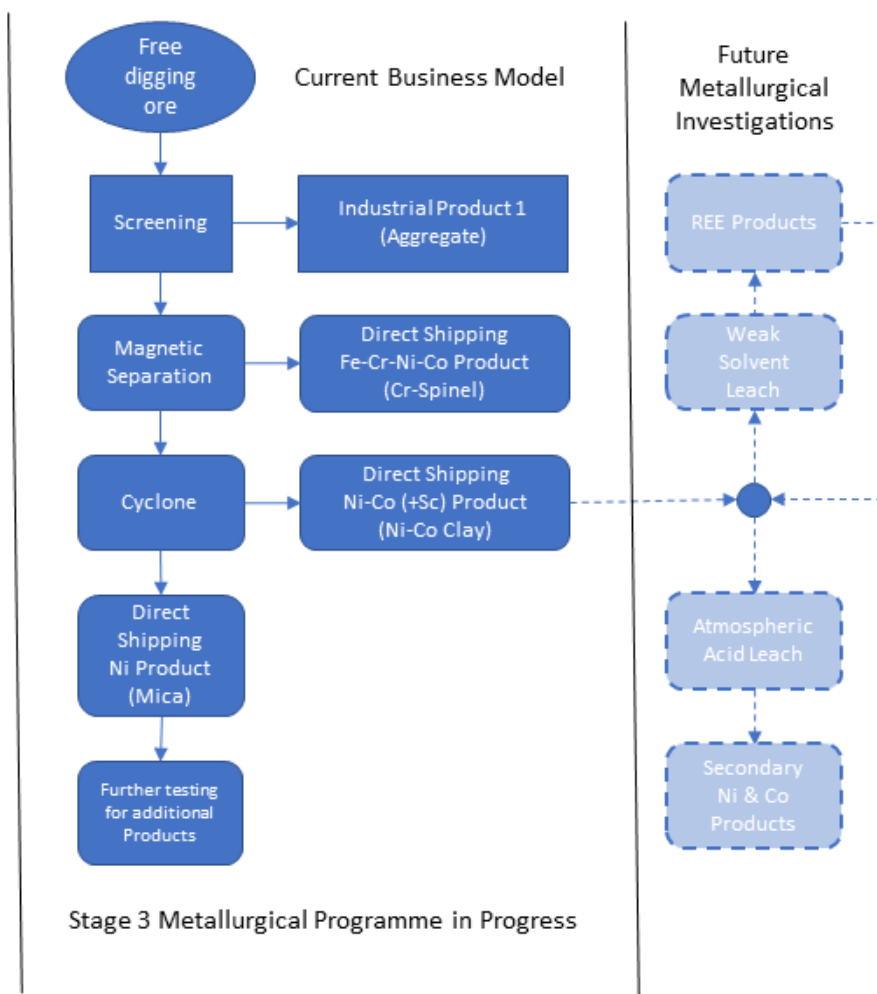 Free
digging
ore
Current Business Model
Future
Metallurgical
Investigations
Screening
Industrial Product 1
(Aggregate)
REE Products
Magnetic
Separation
Direct Shipping
Fe-Cr-Ni-Co Product
(Cr-Spinel)
Weak
Solvent
Leach
Cyclone
Direct Shipping
Ni-Co (+Sc) Product
(Ni-Co Clay)
Direct
Shipping
Ni Product
(Mica)
Atmospheric
Acid Leach
Further testing
for additional
Products
Secondary
Ni & Co
Products
Stage 3 Metallurgical Programme in Progress